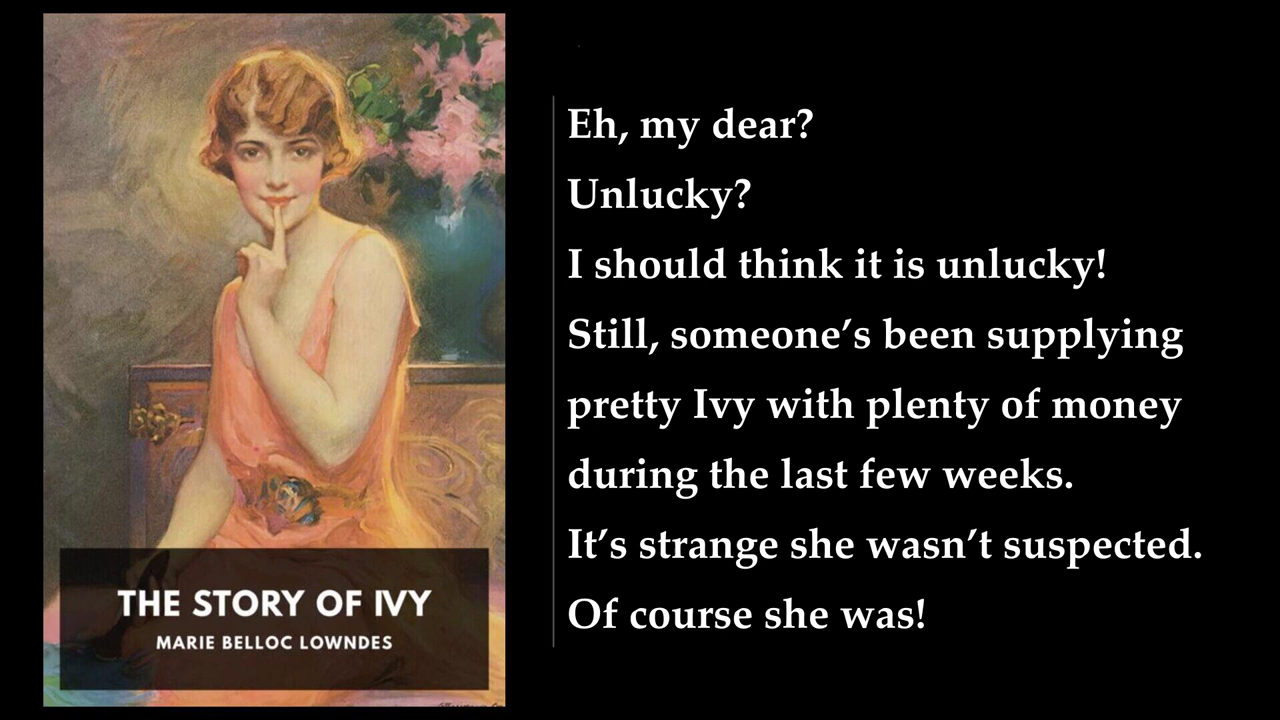 THE STORY OF IVY
MARIE BELLOC LOWNDES
Eh, my dear?
Unlucky?
I should think it is unlucky!
Still, someone’s been supplying
pretty Ivy with plenty of money
during the last few weeks.
It’s strange she wasn’t suspected.
Of course she was!